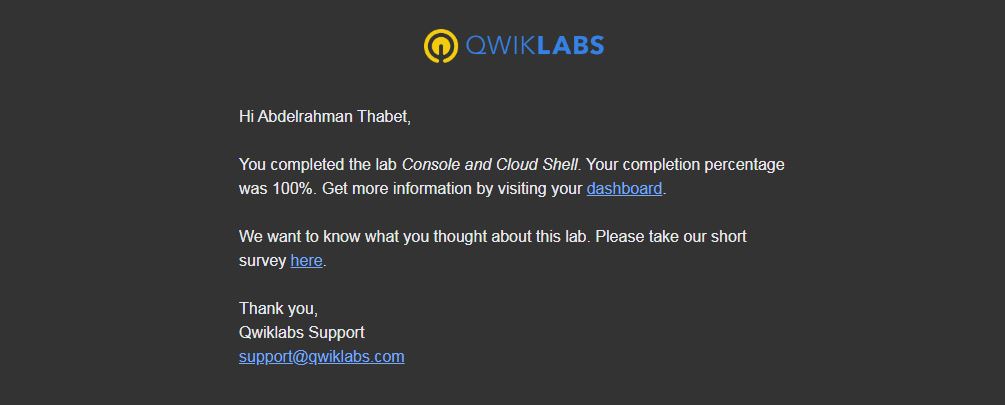 QWIKLABS
Hi Abdelrahman Thabet,
You completed the lab Console and Cloud Shell. Your completion percentage
was 100%. Get more information by visiting your dashboard.
We want to know what you thought about this lab. Please take our short
survey here.
Thank you,
Qwiklabs Support
support@qwiklabs.com